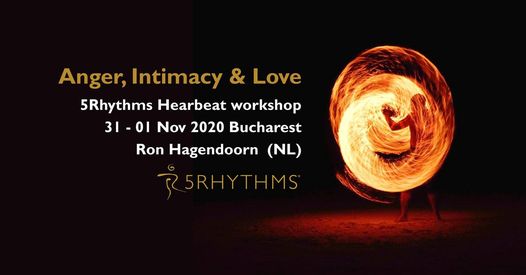 Anger, Intimacy & Love
5Rhythms Hearbeat workshop
31 - 01 Nov 2020 Bucharest
Ron Hagendoorn (NL)
5RHYTHMS®